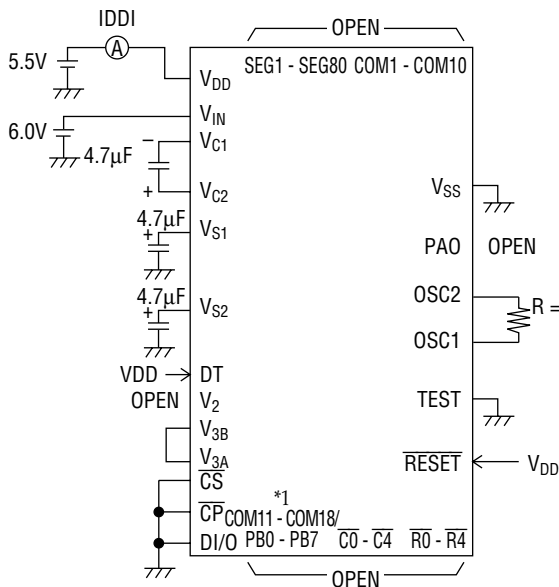 OPEN
IDDI
A
5.5V
SEG1 - SEG80 COM1 - COM10
VDD
VIN
6.0V
VC1
−
4.7μF
+
VC2
VSS
4.7μF
+
VS1
PAO OPEN
OSC2
4.7μF
+
VS2
R =
OSC1
VDD → DT
OPEN V2
TEST
V3B
V3A
RESET
VDD
CS
*1
CP COM11 - COM18/
DI/O PB0 - PB7 C0 - C4 R0 - R4
OPEN